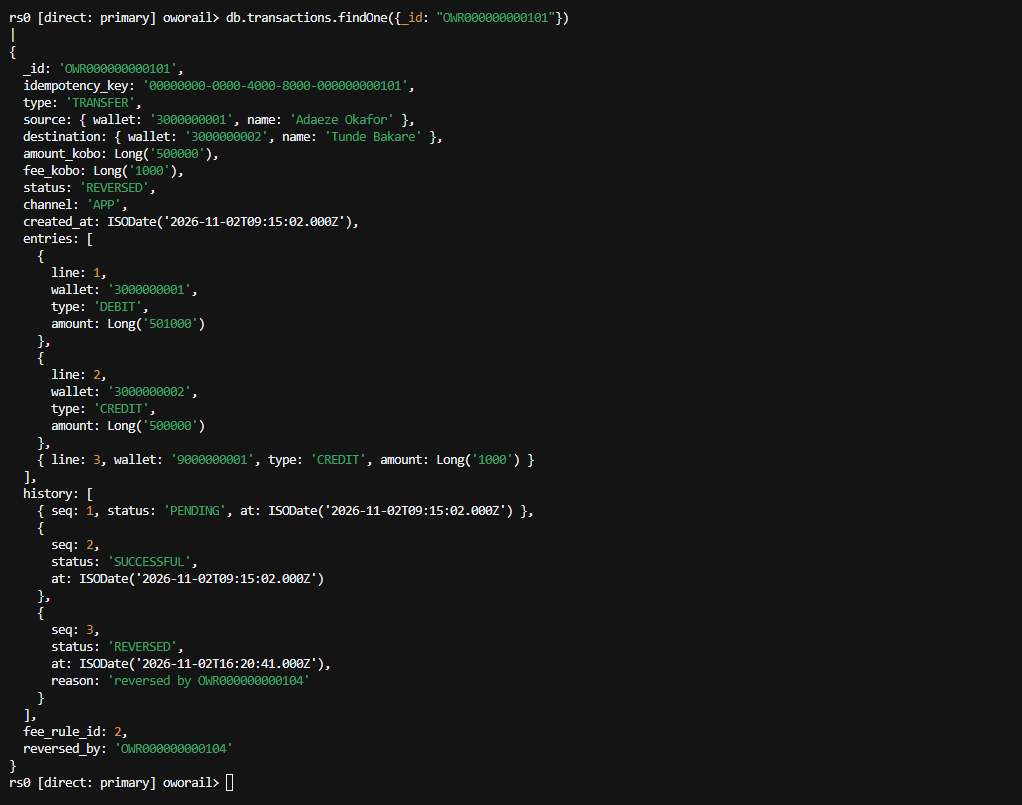 rs0 [direct: primary] oworail> db.transactions.findOne({_id: "OWR000000000101"})
|
{
  _id: 'OWR000000000101',
  idempotency_key: '00000000-0000-4000-8000-000000000101',
  type: 'TRANSFER',
  source: { wallet: '3000000001', name: 'Adaeze Okafor' },
  destination: { wallet: '3000000002', name: 'Tunde Bakare' },
  amount_kobo: Long('500000'),
  fee_kobo: Long('1000'),
  status: 'REVERSED',
  channel: 'APP',
  created_at: ISODate('2026-11-02T09:15:02.000Z'),
  entries: [
    {
      line: 1,
      wallet: '3000000001',
      type: 'DEBIT',
      amount: Long('501000')
    },
    {
      line: 2,
      wallet: '3000000002',
      type: 'CREDIT',
      amount: Long('500000')
    },
    { line: 3, wallet: '9000000001', type: 'CREDIT', amount: Long('1000') }
  ],
  history: [
    { seq: 1, status: 'PENDING', at: ISODate('2026-11-02T09:15:02.000Z') },
    {
      seq: 2,
      status: 'SUCCESSFUL',
      at: ISODate('2026-11-02T09:15:02.000Z')
    },
    {
      seq: 3,
      status: 'REVERSED',
      at: ISODate('2026-11-02T16:20:41.000Z'),
      reason: 'reversed by OWR000000000104'
    }
  ],
  fee_rule_id: 2,
  reversed_by: 'OWR000000000104'
}
rs0 [direct: primary] oworail>